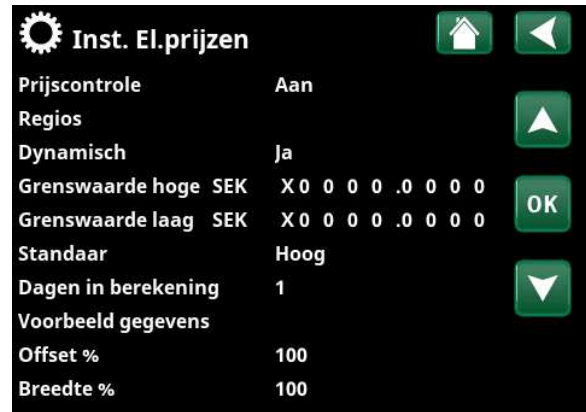 Inst. El.prijzen
Prijscontrole Aan
Regios
Dynamisch Ja
Grenswaarde hoge SEK X 0 0 0 0 .0 0 0 0
Grenswaarde laag SEK X 0 0 0 0 .0 0 0 0
OK
Standaar Hoog
Dagen in berekening 1
Voorbeeld gegevens
Offset % 100
Breedte % 100